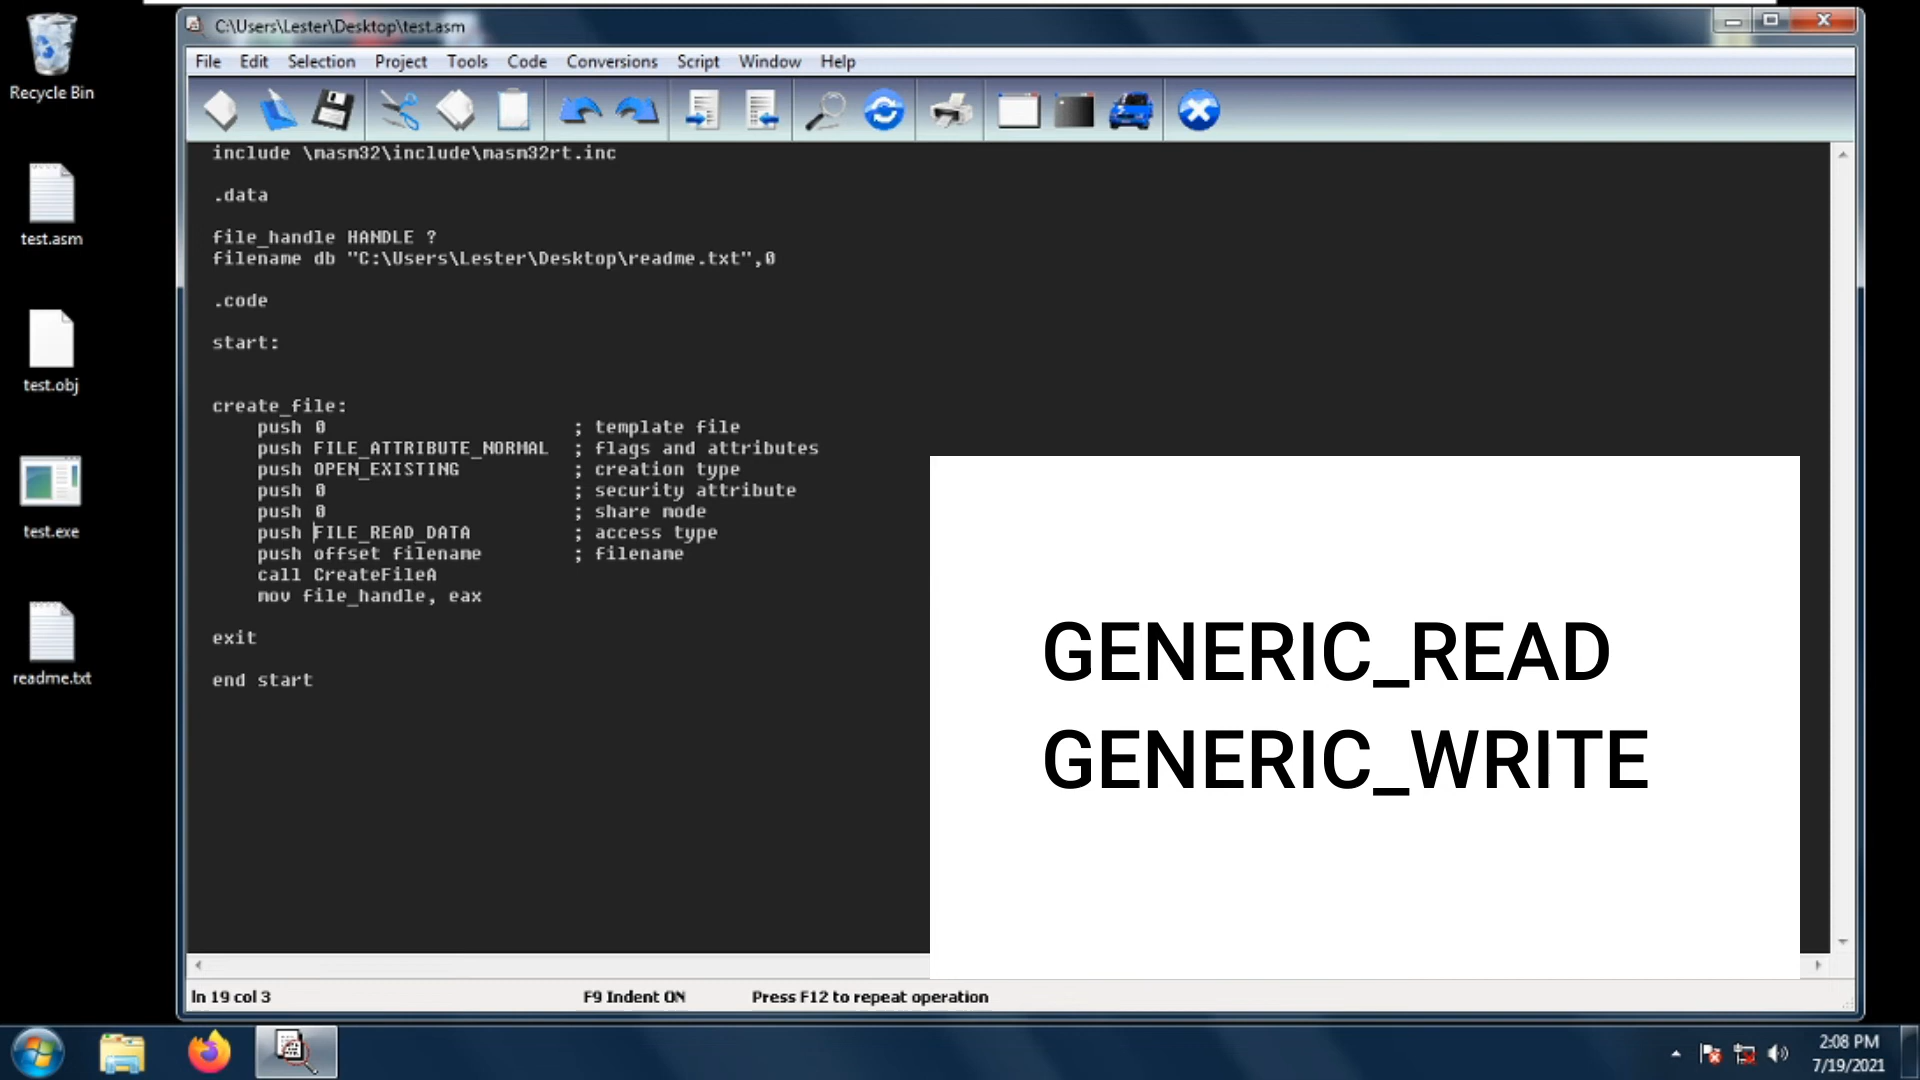 C:\Users\Lester\Desktop\test.asm
File Edit Selection Project Tools Code Conversions Script Window Help
Recycle Bin
test.asm
test.obj
test.exe
readme.txt
include \masm32\include\masm32rt.inc
.data
file_handle HANDLE ?
filename db "C:\Users\Lester\Desktop\readme.txt",0
.code
start:
create_file:
push 0 ; template file
push FILE_ATTRIBUTE_NORMAL ; flags and attributes
push OPEN_EXISTING ; creation type
push 0 ; security attribute
push 0 ; share mode
push FILE_READ_DATA ; access type
push offset filename ; filename
call CreateFileA
mov file_handle, eax
exit
end start
GENERIC_READ
GENERIC_WRITE
ln 19 col 3 F9 Indent ON Press F12 to repeat operation
2:08 PM
7/19/2021